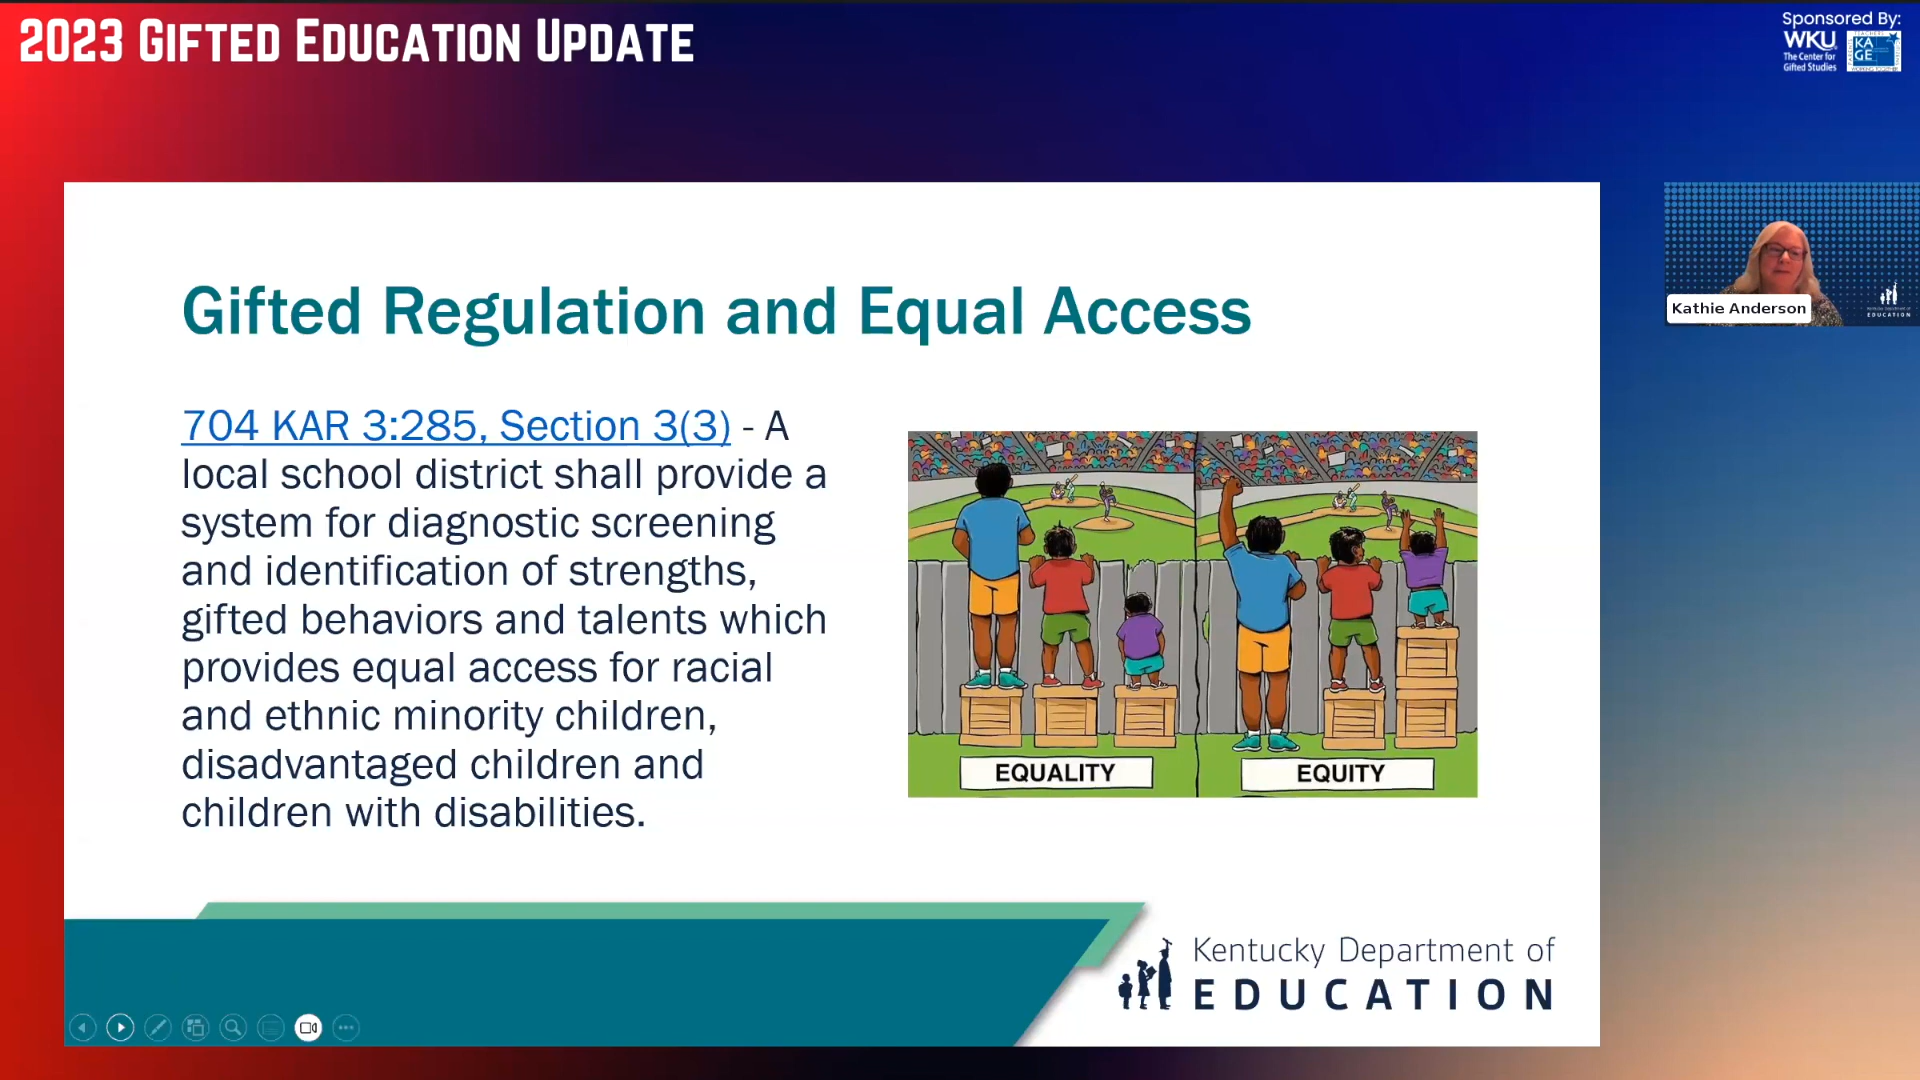 2023 GIFTED EDUCATION UPDATE
Sponsored By:
WKU
The Center for
Gifted Studies
KA
GE
Gifted Regulation and Equal Access
704 KAR 3:285, Section 3(3) - A
local school district shall provide a
system for diagnostic screening
and identification of strengths,
gifted behaviors and talents which
provides equal access for racial
and ethnic minority children,
disadvantaged children and
children with disabilities.
EQUALITY
EQUITY
Kathie Anderson
EDUCATION
Kentucky Department of
EDUCATION